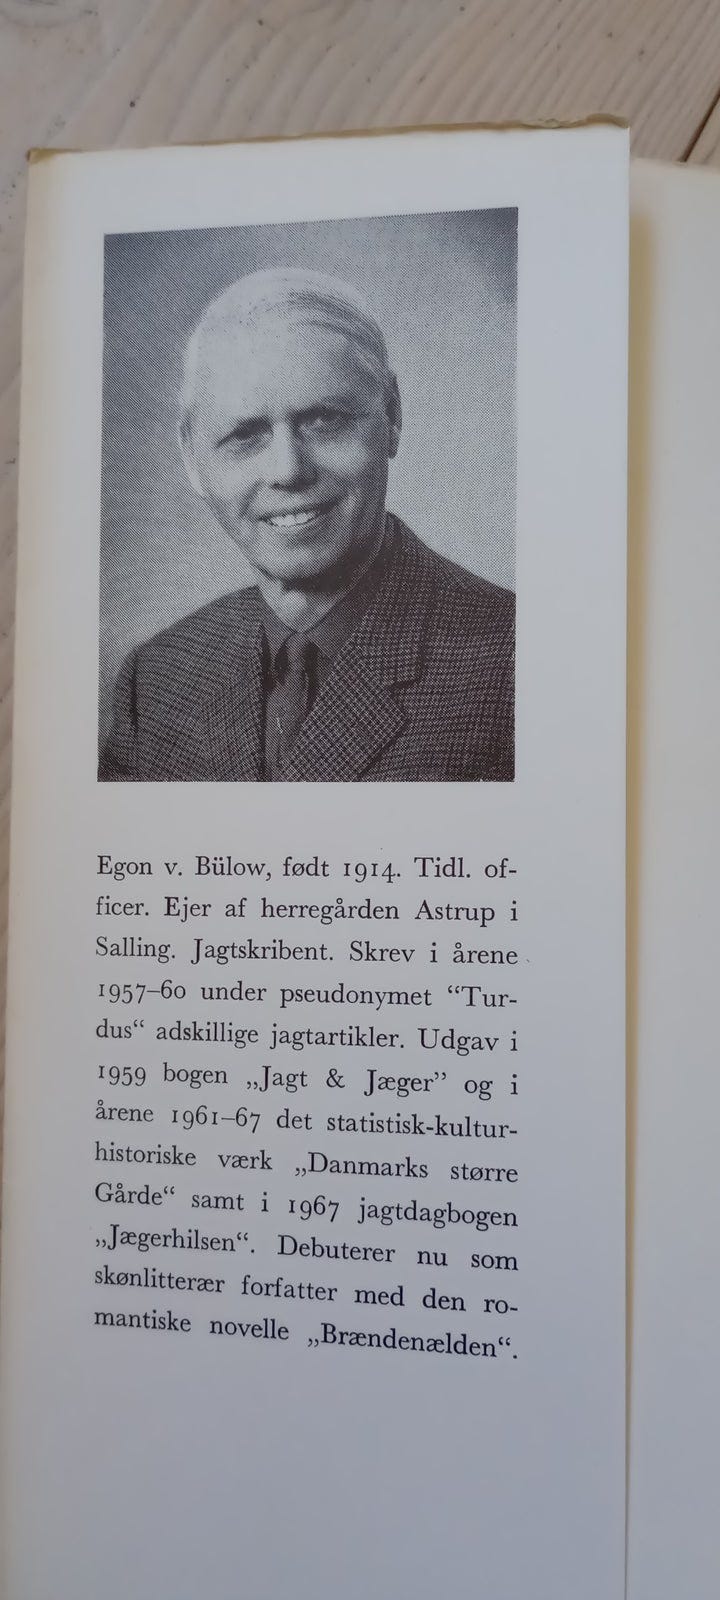 Egon v. Bülow, født 1914. Tidl. of-
ficer. Ejer af herregården Astrup i
Salling. Jagtskribent. Skrev i årene
1957–60 under pseudonymet “Tur-
dus“ adskillige jagtartikler. Udgav i
1959 bogen „Jagt & Jæger” og i
årene 1961–67 det statistisk-kultur-
historiske værk „Danmarks større
Gårde“ samt i 1967 jagtdagbogen
„Jægerhilsen“. Debuterer nu som
skønlitterær forfatter med den ro-
mantiske novelle „Brændenælden“.